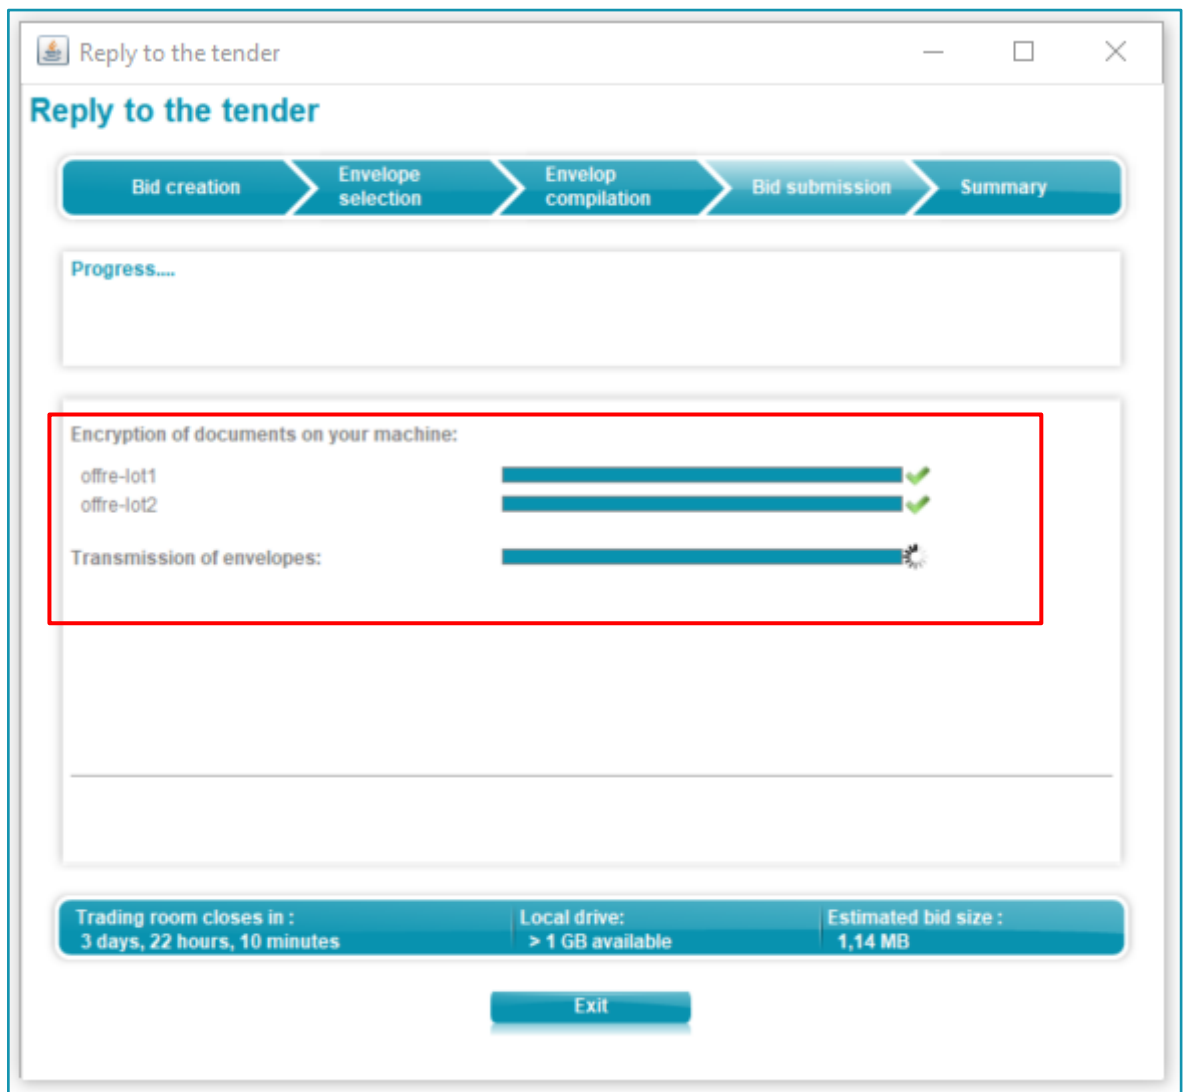 Reply to the tender
Reply to the tender
Bid creation
Envelope
selection
Envelop
compilation
Bid submission
Summary
Progress....
Encryption of documents on your machine:
offre-lot1
offre-lot2
Transmission of envelopes:
Trading room closes in :
3 days, 22 hours, 10 minutes
Local drive:
> 1 GB available
Estimated bid size :
1,14 MB
Exit